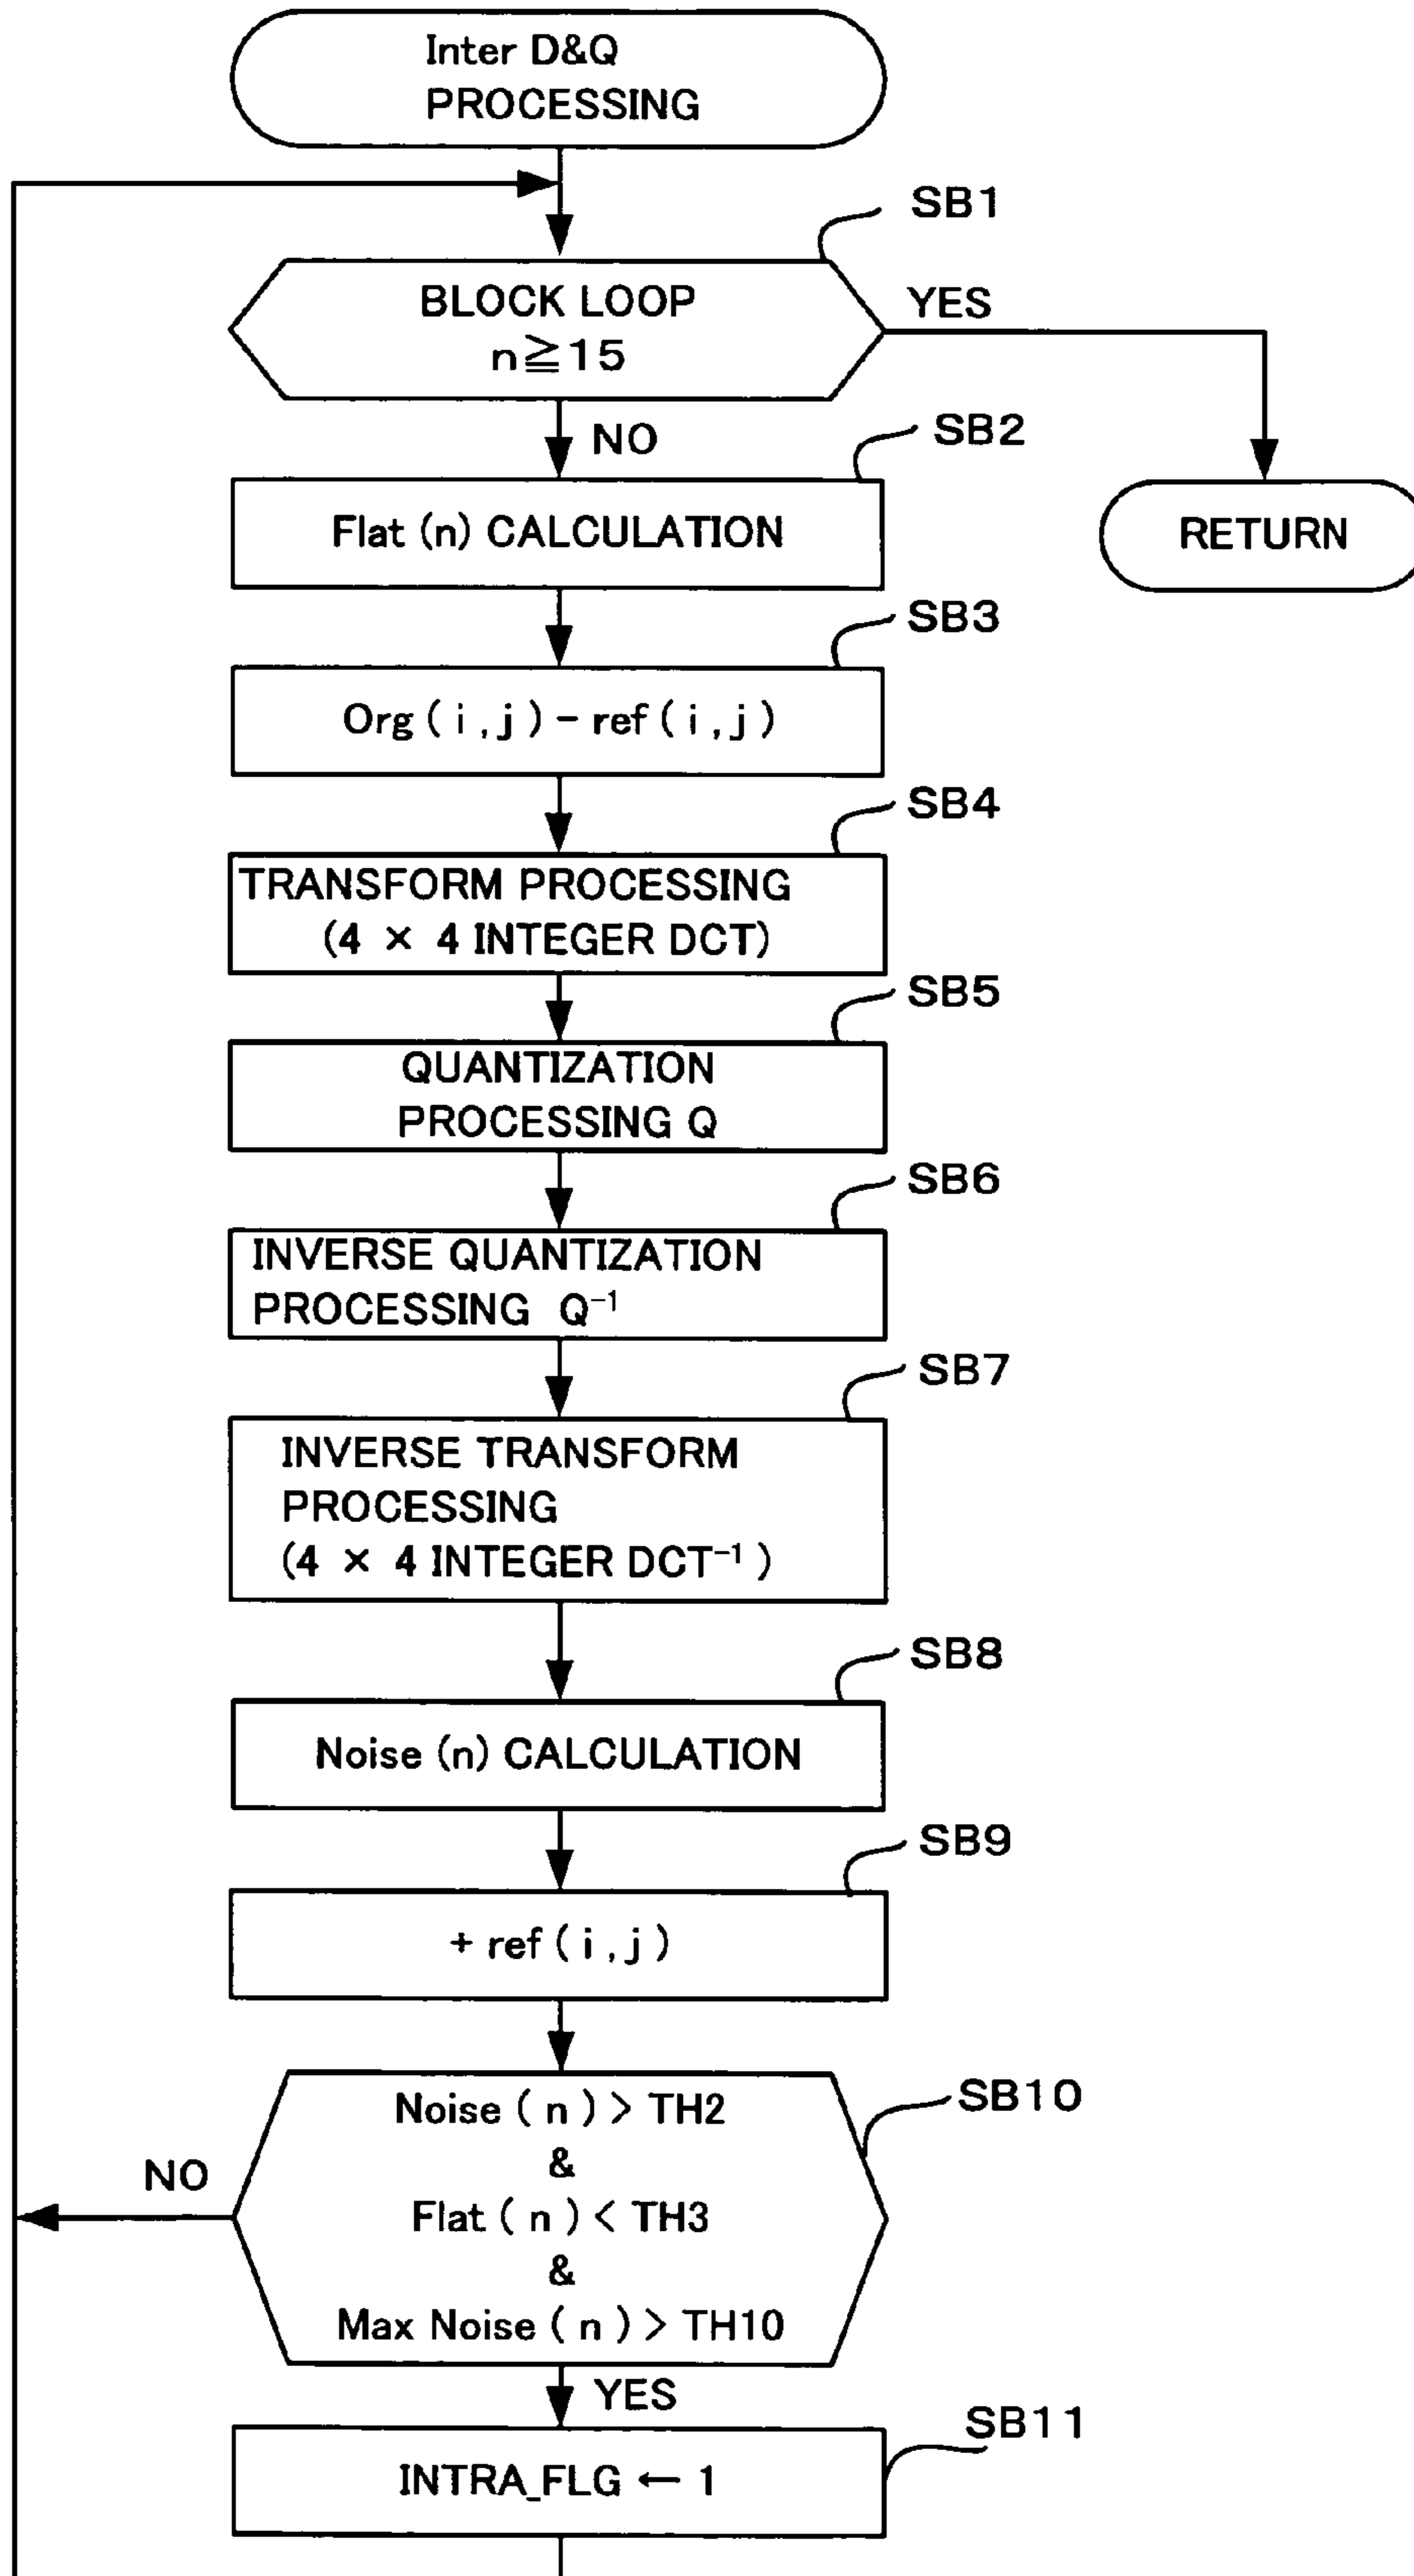 Inter D&Q
PROCESSING
SB1
BLOCK LOOP
n≧15
YES
NO
SB2
Flat (n) CALCULATION
RETURN
SB3
Org ( i , j ) − ref ( i , j )
SB4
TRANSFORM PROCESSING
(4 × 4 INTEGER DCT)
SB5
QUANTIZATION
PROCESSING Q
SB6
INVERSE QUANTIZATION
PROCESSING Q⁻¹
SB7
INVERSE TRANSFORM
PROCESSING
(4 × 4 INTEGER DCT⁻¹ )
SB8
Noise (n) CALCULATION
SB9
+ ref ( i , j )
SB10
Noise ( n ) > TH2
&
Flat ( n ) < TH3
&
Max Noise ( n ) > TH10
NO
YES
SB11
INTRA_FLG ← 1